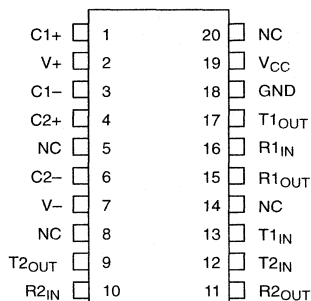 C1+ 1 20 NC
V+ 2 19 VCC
C1– 3 18 GND
C2+ 4 17 T1OUT
NC 5 16 R1IN
C2– 6 15 R1OUT
V– 7 14 NC
NC 8 13 T1IN
T2OUT 9 12 T2IN
R2IN 10 11 R2OUT